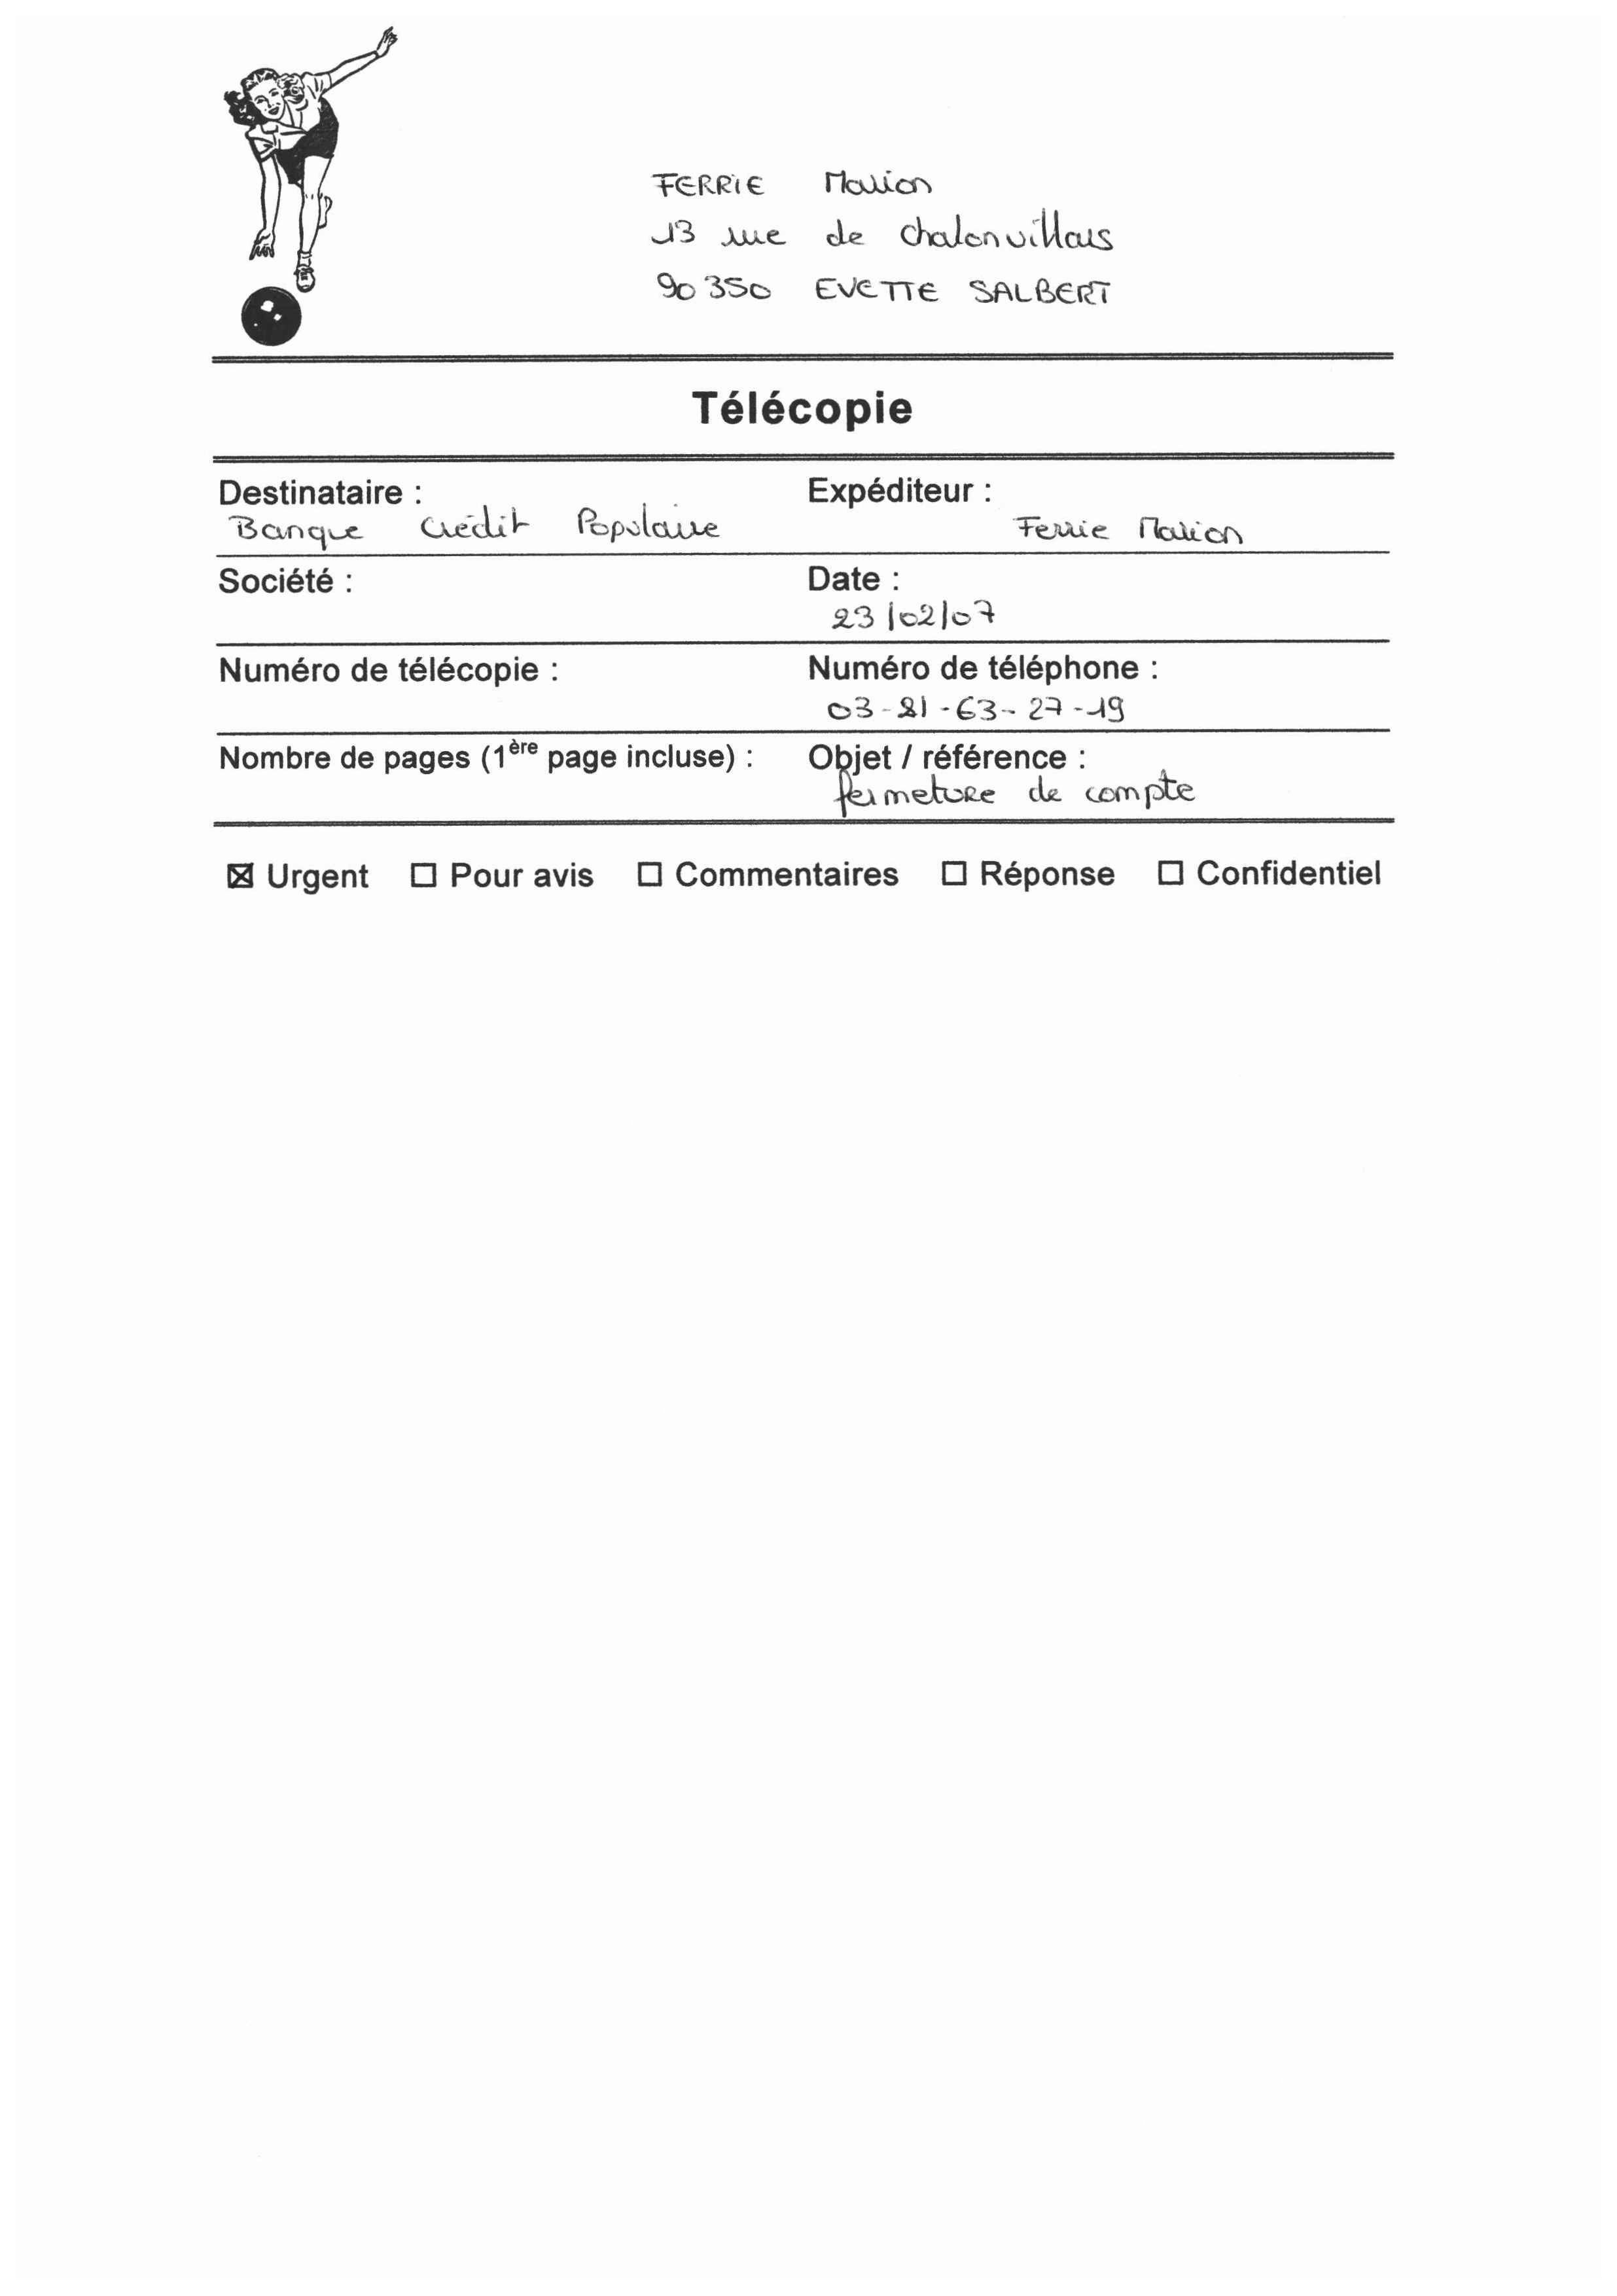 FERRIE Marion
13 rue de chalonvillars
90350 EVETTE SALBERT
Télécopie
Destinataire : Expéditeur :
Banque Crédit Populaire Ferrie Marion
Société : Date :
23/02/07
Numéro de télécopie : Numéro de téléphone :
03-81-63-27-19
Nombre de pages (1ère page incluse) : Objet / référence :
fermeture de compte
☒ Urgent ☐ Pour avis ☐ Commentaires ☐ Réponse ☐ Confidentiel